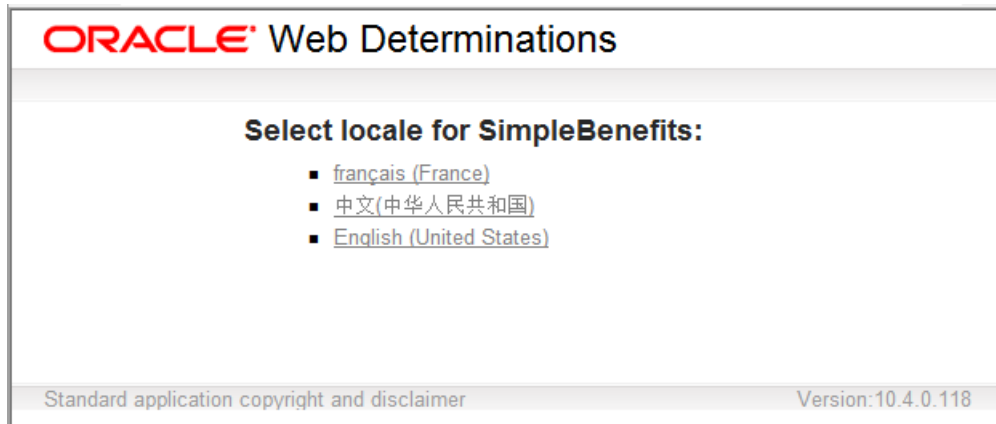 ORACLE Web Determinations
Select locale for SimpleBenefits:
français (France)
中文(中华人民共和国)
English (United States)
Standard application copyright and disclaimer Version:10.4.0.118